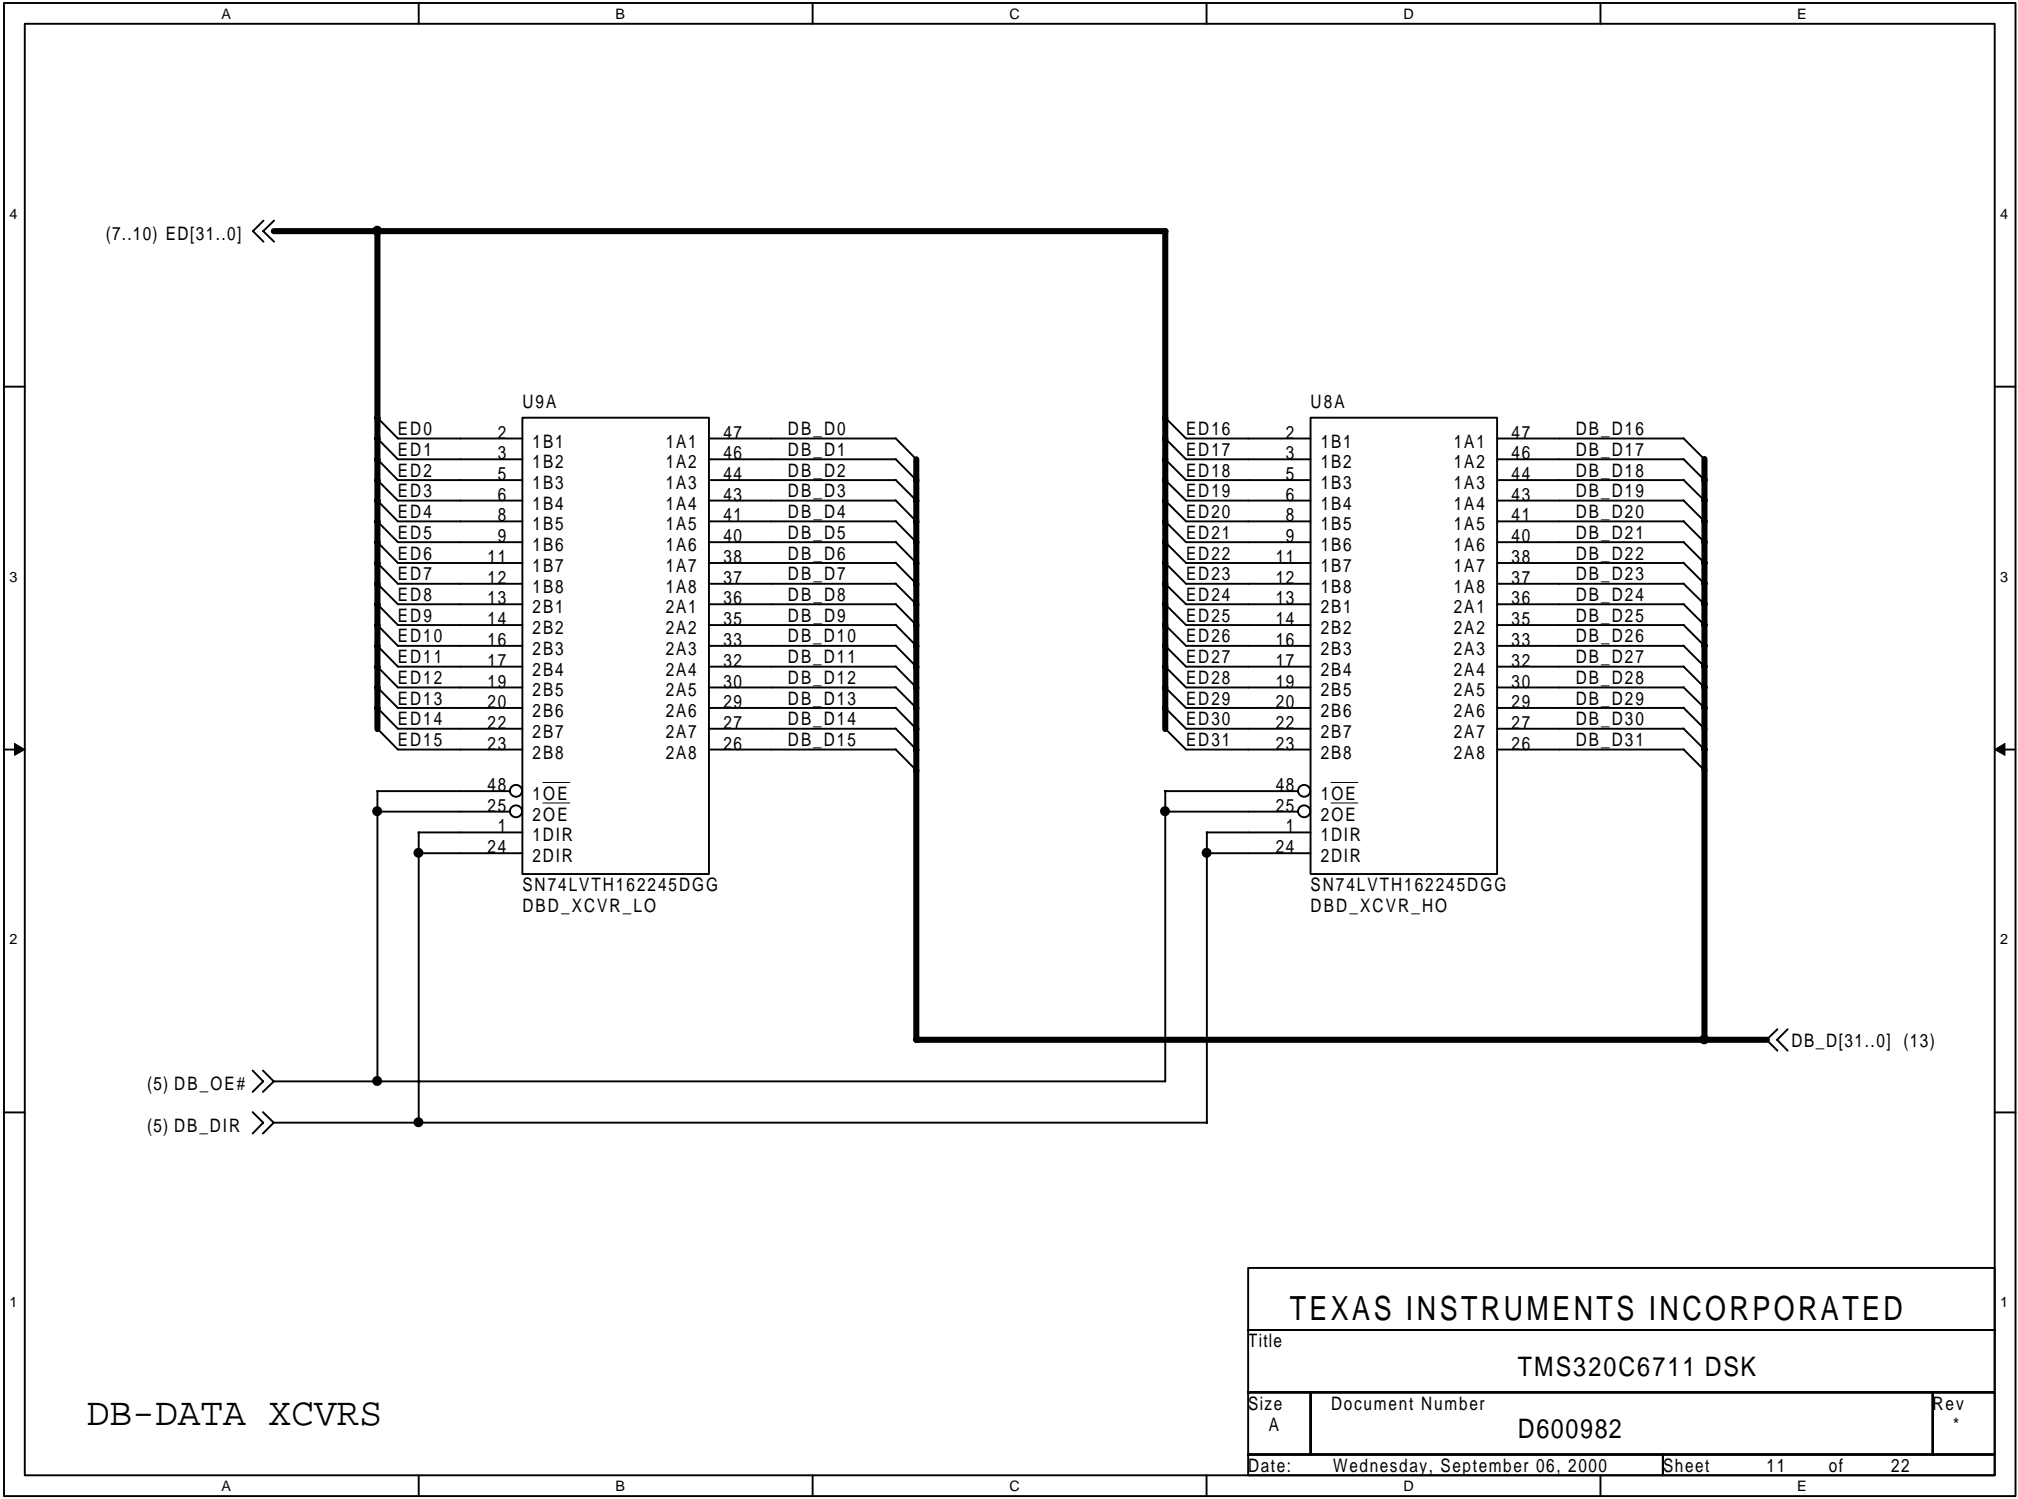 A B C D E
4 4
(7..10) ED[31..0]
U9A U8A
ED0 2 1B1 1A1 47 DB_D0 ED16 2 1B1 1A1 47 DB_D16
ED1 3 1B2 1A2 46 DB_D1 ED17 3 1B2 1A2 46 DB_D17
ED2 5 1B3 1A3 44 DB_D2 ED18 5 1B3 1A3 44 DB_D18
ED3 6 1B4 1A4 43 DB_D3 ED19 6 1B4 1A4 43 DB_D19
ED4 8 1B5 1A5 41 DB_D4 ED20 8 1B5 1A5 41 DB_D20
ED5 9 1B6 1A6 40 DB_D5 ED21 9 1B6 1A6 40 DB_D21
ED6 11 1B7 1A7 38 DB_D6 ED22 11 1B7 1A7 38 DB_D22
3 ED7 12 1B8 1A8 37 DB_D7 ED23 12 1B8 1A8 37 DB_D23 3
ED8 13 2B1 2A1 36 DB_D8 ED24 13 2B1 2A1 36 DB_D24
ED9 14 2B2 2A2 35 DB_D9 ED25 14 2B2 2A2 35 DB_D25
ED10 16 2B3 2A3 33 DB_D10 ED26 16 2B3 2A3 33 DB_D26
ED11 17 2B4 2A4 32 DB_D11 ED27 17 2B4 2A4 32 DB_D27
ED12 19 2B5 2A5 30 DB_D12 ED28 19 2B5 2A5 30 DB_D28
ED13 20 2B6 2A6 29 DB_D13 ED29 20 2B6 2A6 29 DB_D29
ED14 22 2B7 2A7 27 DB_D14 ED30 22 2B7 2A7 27 DB_D30
ED15 23 2B8 2A8 26 DB_D15 ED31 23 2B8 2A8 26 DB_D31
48 1OE 48 1OE
25 2OE 25 2OE
1 1DIR 1 1DIR
24 2DIR 24 2DIR
SN74LVTH162245DGG SN74LVTH162245DGG
DBD_XCVR_LO DBD_XCVR_HO
2 2
DB_D[31..0] (13)
(5) DB_OE#
(5) DB_DIR
1 1
TEXAS INSTRUMENTS INCORPORATED
Title
TMS320C6711 DSK
DB-DATA XCVRS
Size Document Number Rev
A D600982 *
Date: Wednesday, September 06, 2000 Sheet 11 of 22
A B C D E